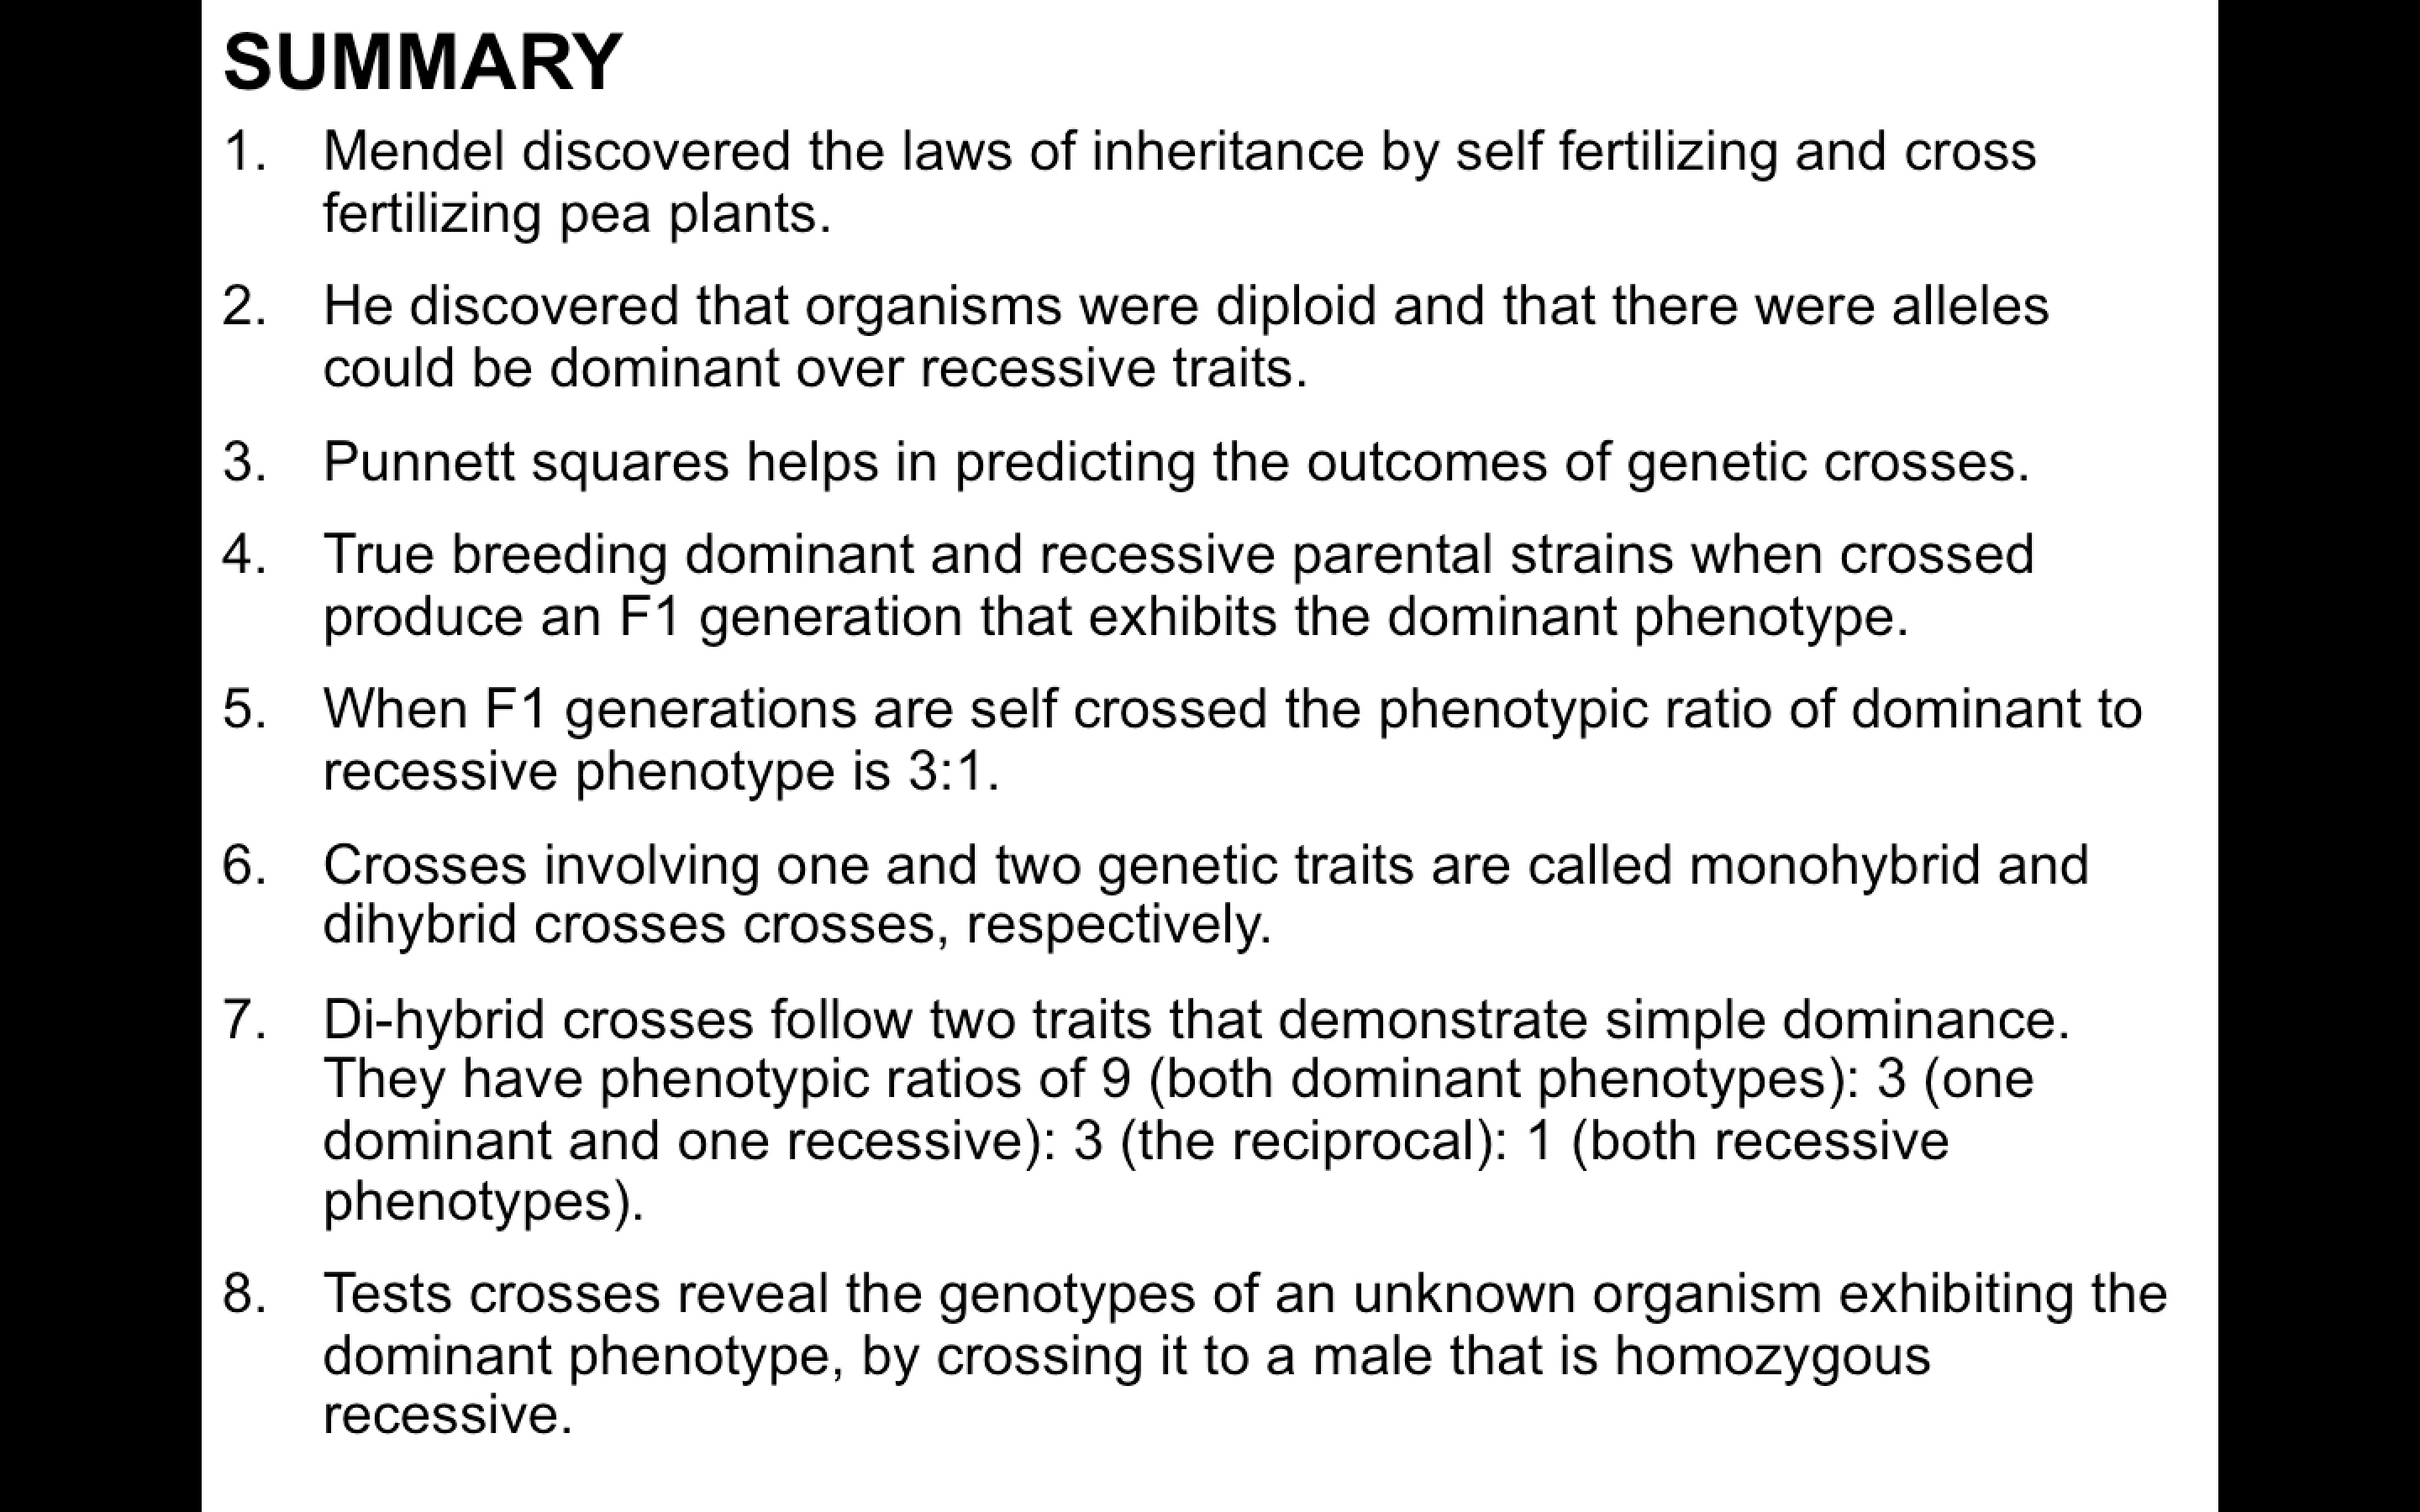 SUMMARY
1. Mendel discovered the laws of inheritance by self fertilizing and cross
fertilizing pea plants.
2. He discovered that organisms were diploid and that there were alleles
could be dominant over recessive traits.
3. Punnett squares helps in predicting the outcomes of genetic crosses.
4. True breeding dominant and recessive parental strains when crossed
produce an F1 generation that exhibits the dominant phenotype.
5. When F1 generations are self crossed the phenotypic ratio of dominant to
recessive phenotype is 3:1.
6. Crosses involving one and two genetic traits are called monohybrid and
dihybrid crosses crosses, respectively.
7. Di-hybrid crosses follow two traits that demonstrate simple dominance.
They have phenotypic ratios of 9 (both dominant phenotypes): 3 (one
dominant and one recessive): 3 (the reciprocal): 1 (both recessive
phenotypes).
8. Tests crosses reveal the genotypes of an unknown organism exhibiting the
dominant phenotype, by crossing it to a male that is homozygous
recessive.